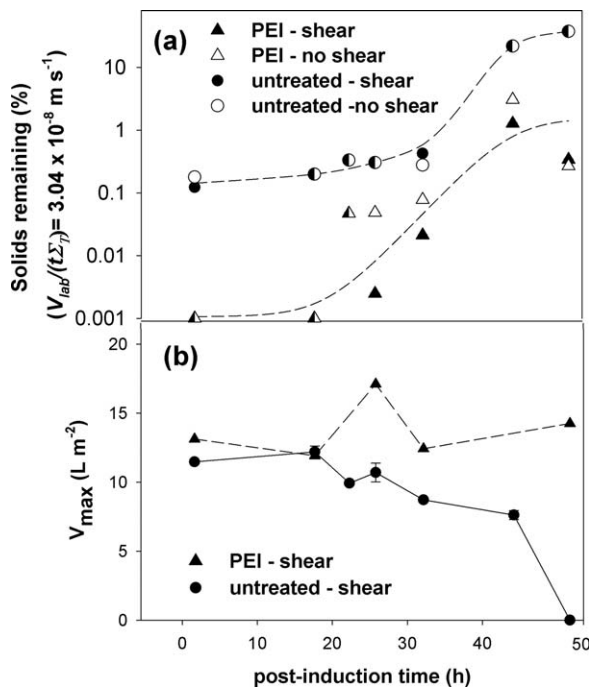 (a)
PEI - shear
PEI - no shear
untreated - shear
untreated -no shear
Solids remaining (%)
(V_lab/(tΣ_T)= 3.04 x 10⁻⁸ m s⁻¹)
10
1
0.1
0.01
0.001
(b)
V_max (L m⁻²)
20
15
10
5
0
PEI - shear
untreated - shear
0 10 20 30 40 50
post-induction time (h)